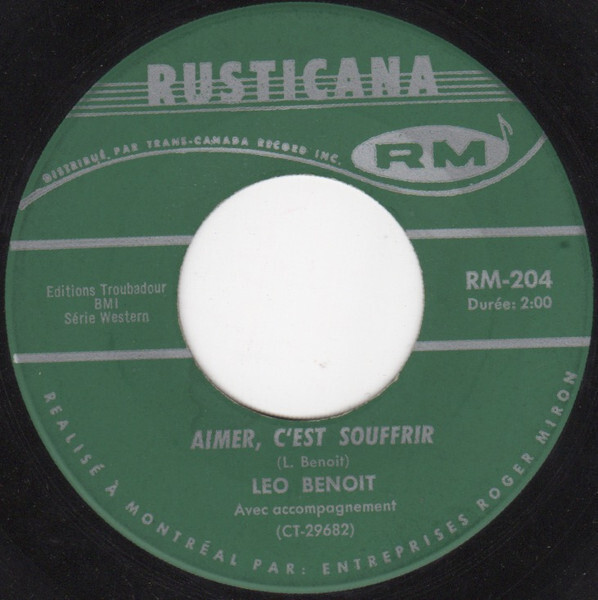 RUSTICANA
DISTRIBUÉ PAR TRANS-CANADA RECORD INC.
RM
Editions Troubadour
BMI
Série Western
RM-204
Durée: 2:00
AIMER, C'EST SOUFFRIR
(L. Benoit)
LEO BENOIT
Avec accompagnement
(CT-29682)
REALISÉ À MONTRÉAL PAR: ENTREPRISES ROGER MIRON